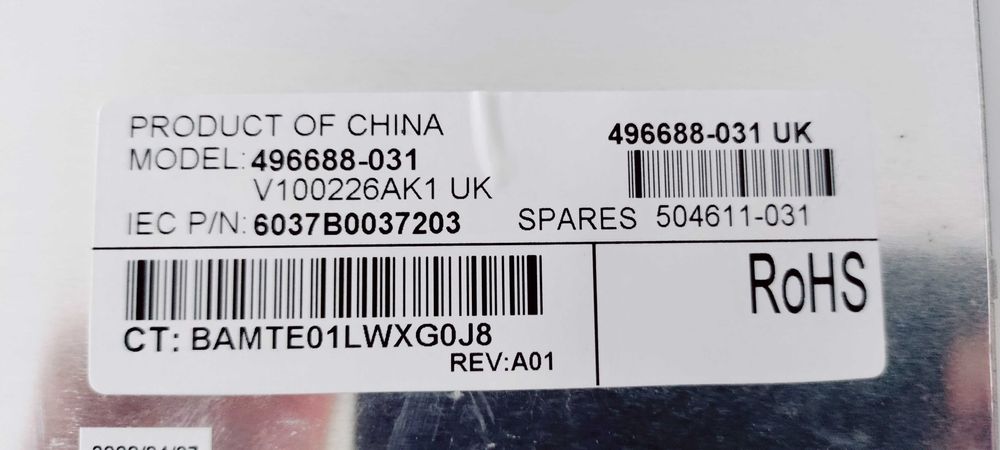 PRODUCT OF CHINA
MODEL: 496688-031
V100226AK1 UK
IEC P/N: 6037B0037203
496688-031 UK
SPARES 504611-031
CT: BAMTE01LWXG0J8
REV:A01
RoHS